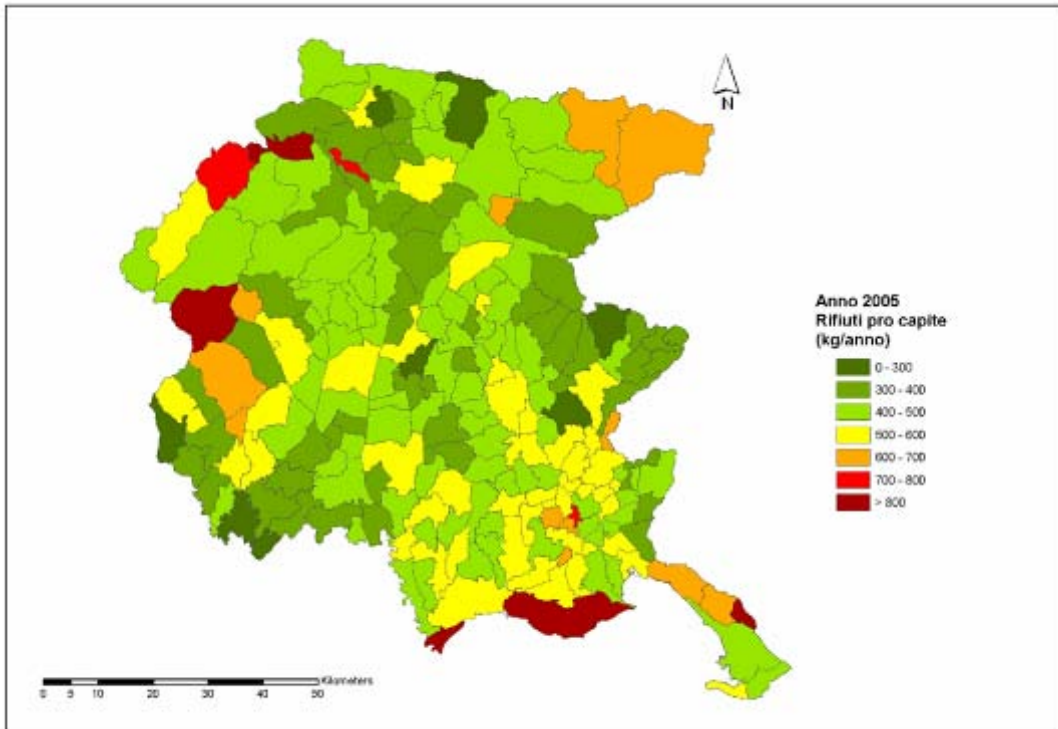 N
Anno 2005
Rifiuti pro capite
(kg/anno)
0 - 300
300 - 400
400 - 500
500 - 600
600 - 700
700 - 800
> 800
Kilometers
0 5 10 20 30 40 50